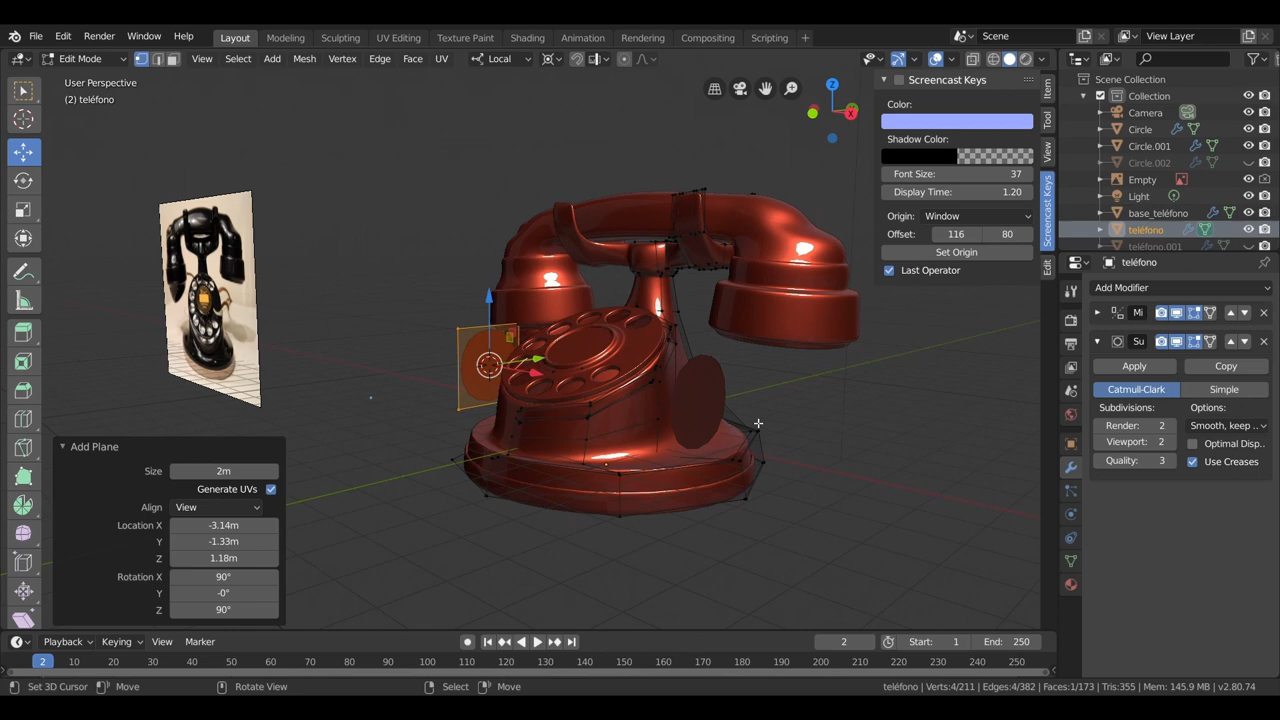 File Edit Render Window Help Layout Modeling Sculpting UV Editing Texture Paint Shading Animation Rendering Compositing Scripting + Scene View Layer
Edit Mode View Select Add Mesh Vertex Edge Face UV Local
User Perspective
(2) teléfono
Z
X
Screencast Keys
Color:
Shadow Color:
Font Size: 37
Display Time: 1.20
Origin: Window
Offset: 116 80
Set Origin
Last Operator
Item
Tool
View
Screencast Keys
Edit
Scene Collection
Collection
Camera
Circle
Circle.001
Circle.002
Empty
Light
base_teléfono
teléfono
teléfono.001
teléfono
Add Modifier
Mi
Su
Apply Copy
Catmull-Clark Simple
Subdivisions: Options:
Render: 2 Smooth, keep ..
Viewport: 2 Optimal Disp..
Quality: 3 Use Creases
Add Plane
Size 2m
Generate UVs
Align View
Location X -3.14m
Y -1.33m
Z 1.18m
Rotation X 90°
Y -0°
Z 90°
Playback Keying View Marker 2 Start: 1 End: 250
2 10 20 30 40 50 60 70 80 90 100 110 120 130 140 150 160 170 180 190 200 210 220 230 240 250
Set 3D Cursor Move Rotate View Select Move teléfono | Verts:4/211 | Edges:4/382 | Faces:1/173 | Tris:355 | Mem: 145.9 MB | v2.80.74